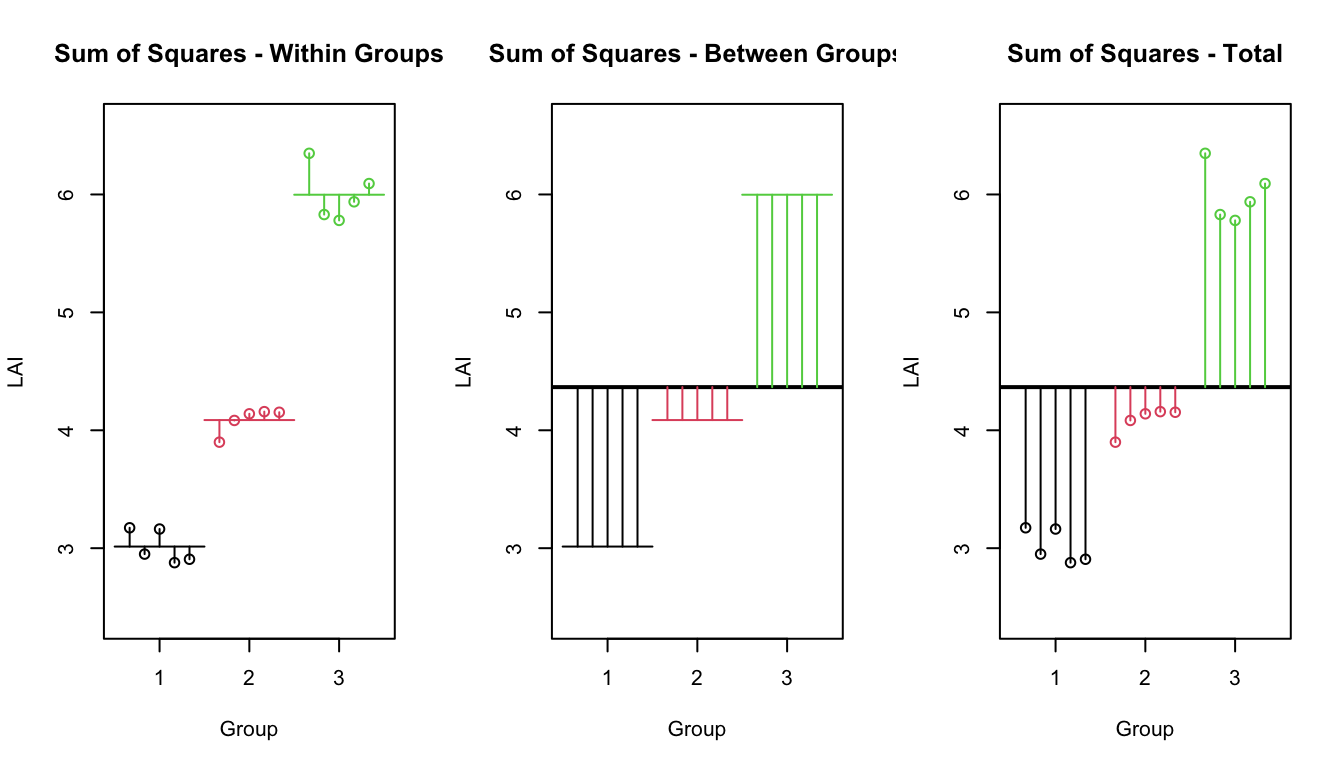 Sum of Squares - Within Groups
LAI
6
5
4
3
1 2 3
Group
Sum of Squares - Between Groups
LAI
6
5
4
3
1 2 3
Group
Sum of Squares - Total
LAI
6
5
4
3
1 2 3
Group